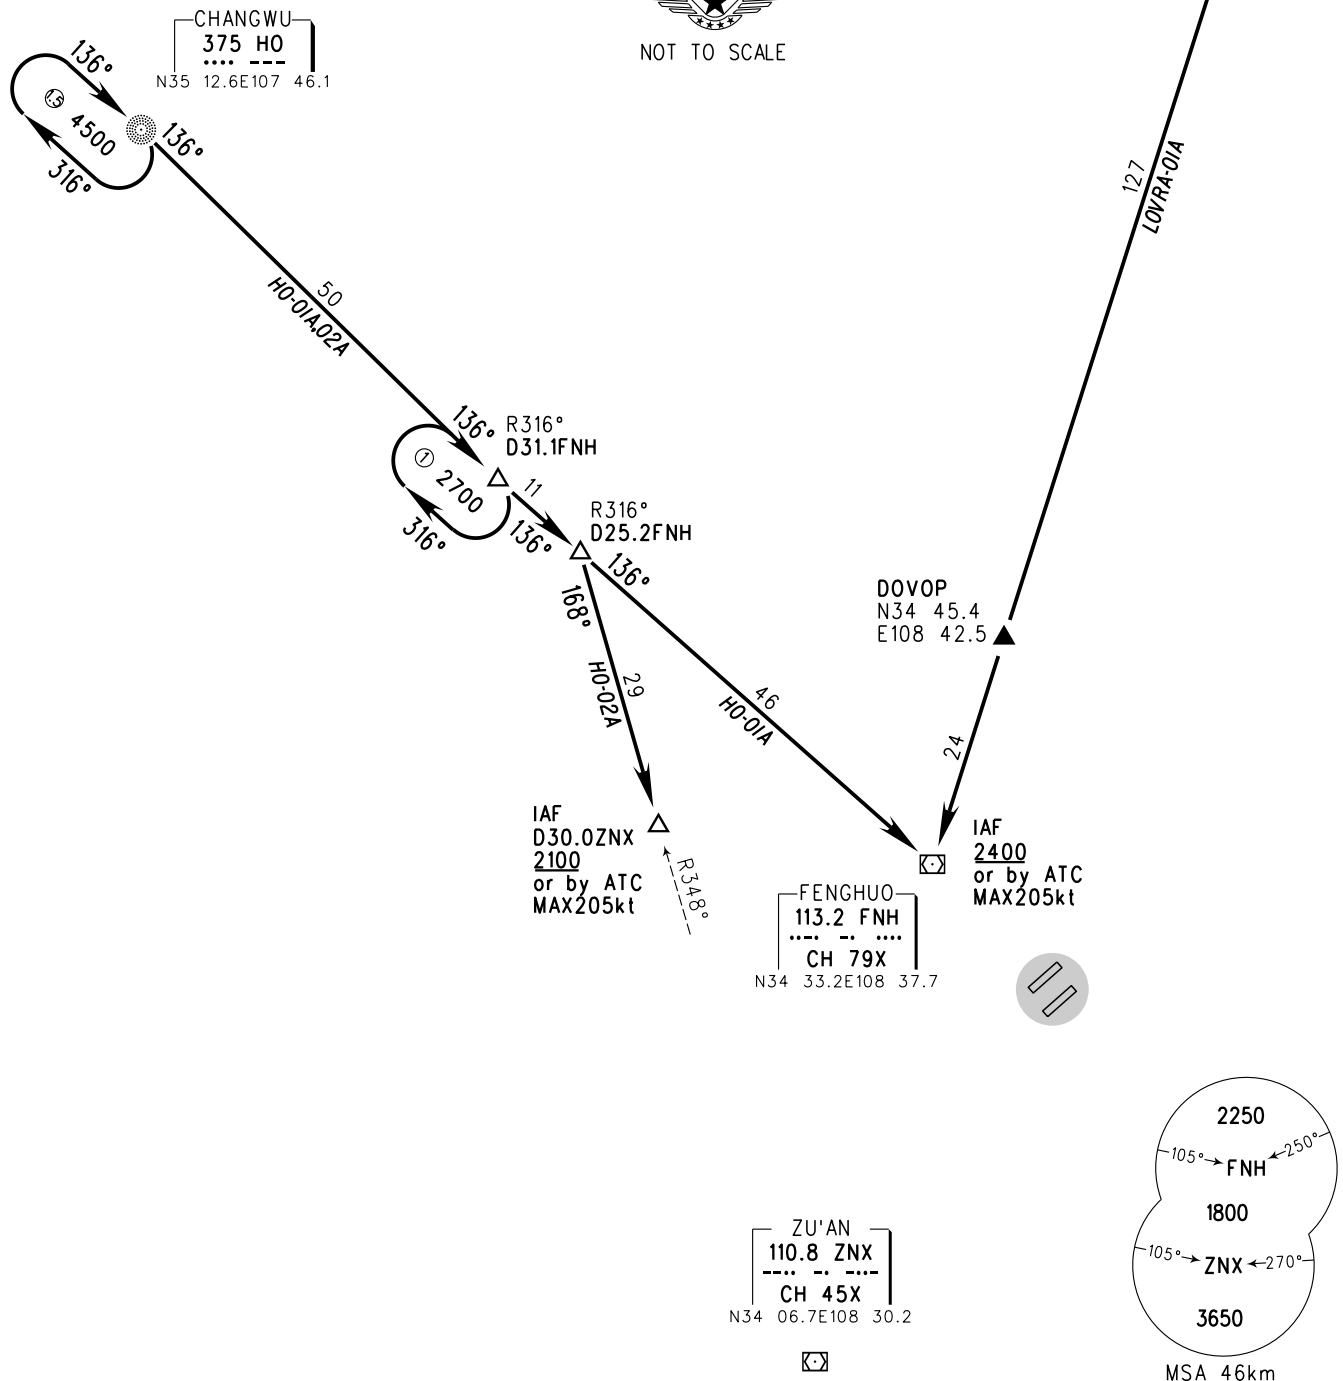 CHANGWU
375 HO
N35 12.6E107 46.1
NOT TO SCALE
136°
1.5
4500
136°
316°
127
LOVRA-01A
50
HO-01A,02A
136°
R316°
D31.1FNH
1
2700
11
316°
136°
R316°
D25.2FNH
136°
168°
DOVOP
N34 45.4
E108 42.5
29
HO-02A
46
HO-01A
24
IAF
D30.0ZNX
2100
or by ATC
MAX205kt
R348°
IAF
2400
or by ATC
MAX205kt
FENGHUO
113.2 FNH
CH 79X
N34 33.2E108 37.7
2250
105°
FNH
250°
1800
105°
ZNX
270°
3650
MSA 46km
ZU'AN
110.8 ZNX
CH 45X
N34 06.7E108 30.2